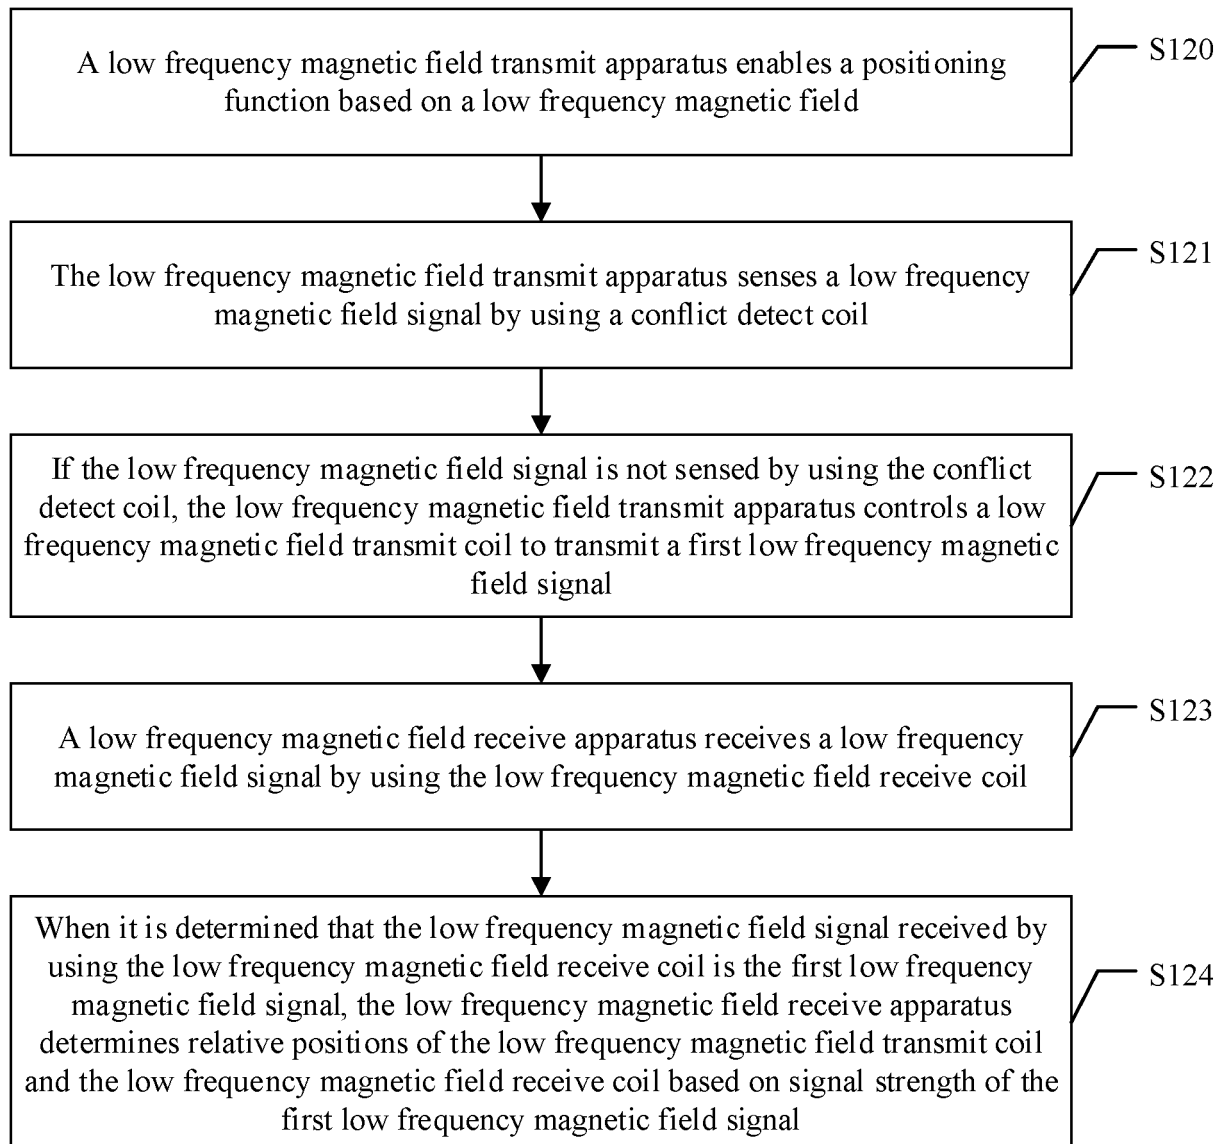 A low frequency magnetic field transmit apparatus enables a positioning
function based on a low frequency magnetic field
S120
The low frequency magnetic field transmit apparatus senses a low frequency
magnetic field signal by using a conflict detect coil
S121
If the low frequency magnetic field signal is not sensed by using the conflict
detect coil, the low frequency magnetic field transmit apparatus controls a low
frequency magnetic field transmit coil to transmit a first low frequency magnetic
field signal
S122
A low frequency magnetic field receive apparatus receives a low frequency
magnetic field signal by using the low frequency magnetic field receive coil
S123
When it is determined that the low frequency magnetic field signal received by
using the low frequency magnetic field receive coil is the first low frequency
magnetic field signal, the low frequency magnetic field receive apparatus
determines relative positions of the low frequency magnetic field transmit coil
and the low frequency magnetic field receive coil based on signal strength of the
first low frequency magnetic field signal
S124